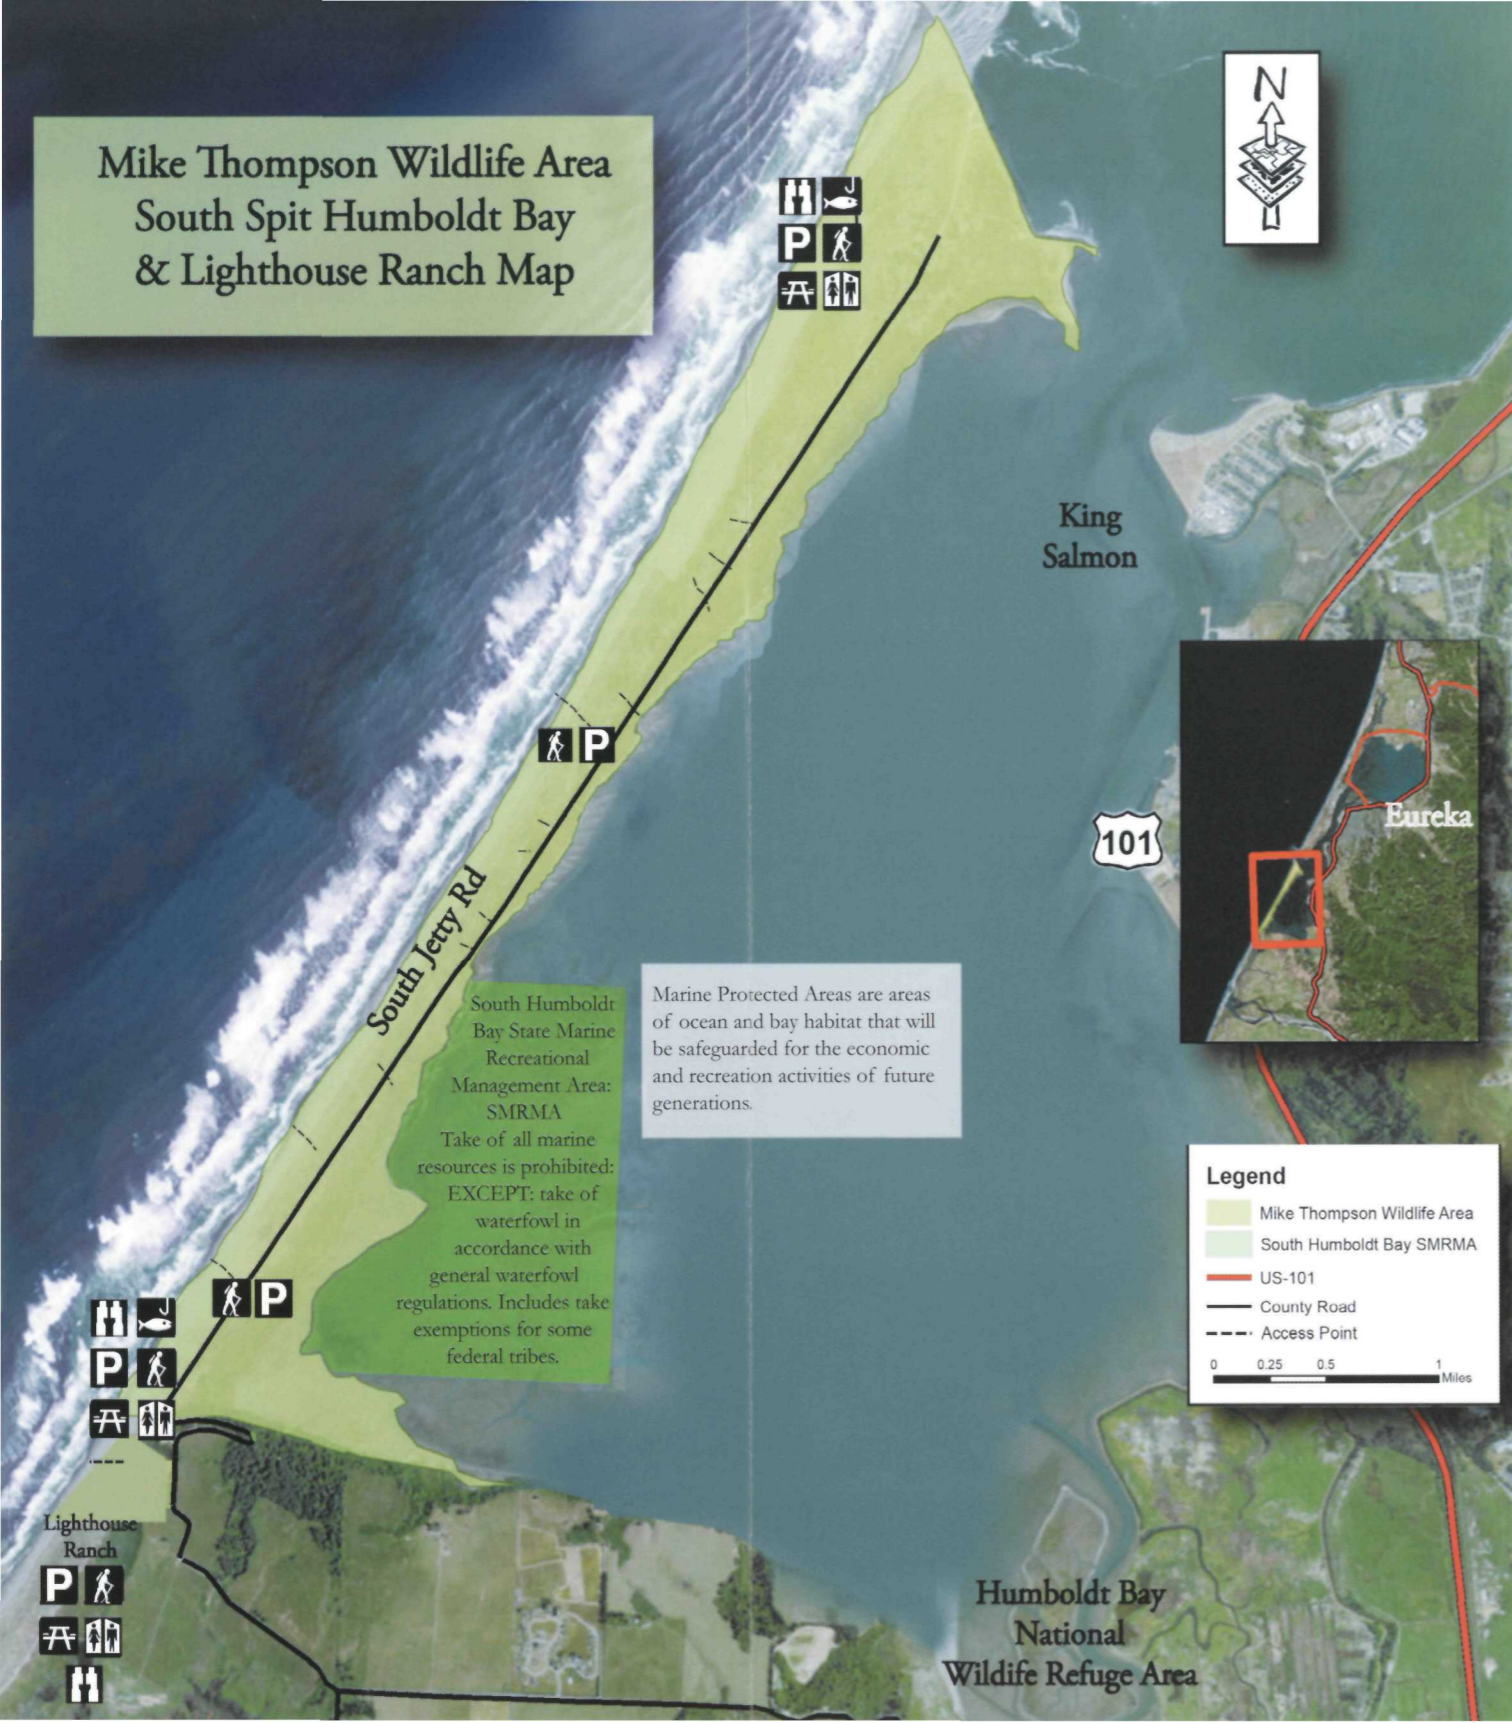 Mike Thompson Wildlife Area
South Spit Humboldt Bay
& Lighthouse Ranch Map
N
P
King
Salmon
P
Eureka
101
South Jetty Rd
South Humboldt
Bay State Marine
Recreational
Management Area:
SMRMA
Take of all marine
resources is prohibited:
EXCEPT: take of
waterfowl in
accordance with
general waterfowl
regulations. Includes take
exemptions for some
federal tribes.
Marine Protected Areas are areas
of ocean and bay habitat that will
be safeguarded for the economic
and recreation activities of future
generations.
Legend
Mike Thompson Wildlife Area
South Humboldt Bay SMRMA
US-101
County Road
Access Point
0 0.25 0.5 1
Miles
P
P
Lighthouse
Ranch
P
Humboldt Bay
National
Wildlife Refuge Area